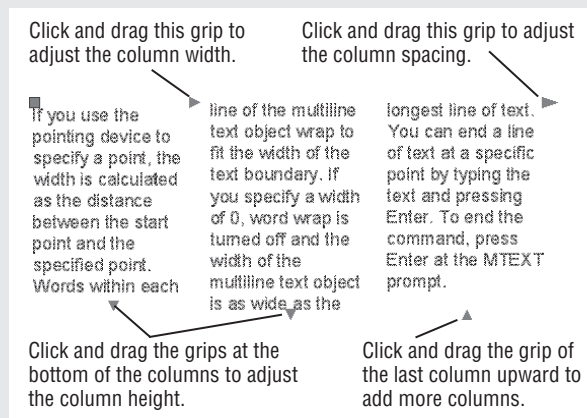 Click and drag this grip to
adjust the column width.
Click and drag this grip to adjust
the column spacing.
If you use the
pointing device to
specify a point, the
width is calculated
as the distance
between the start
point and the
specified point.
Words within each
line of the multiline
text object wrap to
fit the width of the
text boundary. If
you specify a width
of 0, word wrap is
turned off and the
width of the
multiline text object
is as wide as the
longest line of text.
You can end a line
of text at a specific
point by typing the
text and pressing
Enter. To end the
command, press
Enter at the MTEXT
prompt.
Click and drag the grips at the
bottom of the columns to adjust
the column height.
Click and drag the grip of
the last column upward to
add more columns.